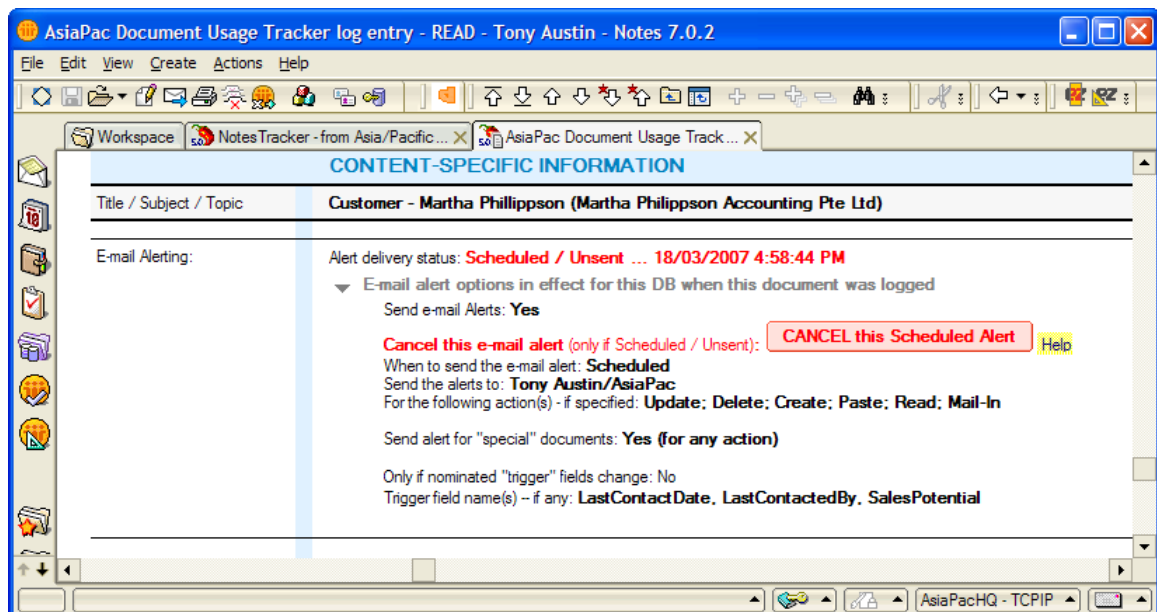 AsiaPac Document Usage Tracker log entry - READ - Tony Austin - Notes 7.0.2
File Edit View Create Actions Help
Workspace NotesTracker - from Asia/Pacific ... AsiaPac Document Usage Track ...
CONTENT-SPECIFIC INFORMATION
Title / Subject / Topic Customer - Martha Phillippson (Martha Philippson Accounting Pte Ltd)
E-mail Alerting: Alert delivery status: Scheduled / Unsent ... 18/03/2007 4:58:44 PM
E-mail alert options in effect for this DB when this document was logged
Send e-mail Alerts: Yes
Cancel this e-mail alert (only if Scheduled / Unsent): CANCEL this Scheduled Alert Help
When to send the e-mail alert: Scheduled
Send the alerts to: Tony Austin/AsiaPac
For the following action(s) - if specified: Update; Delete; Create; Paste; Read; Mail-In
Send alert for "special" documents: Yes (for any action)
Only if nominated "trigger" fields change: No
Trigger field name(s) -- if any: LastContactDate, LastContactedBy, SalesPotential
AsiaPacHQ - TCPIP